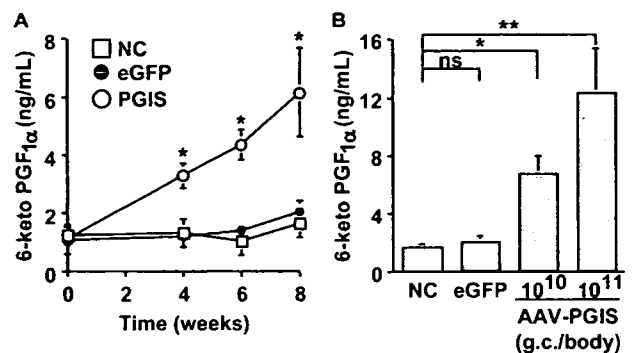 A
6-keto PGF1α (ng/mL)
8
6
4
2
0
NC
eGFP
PGIS
*
*
*
0 2 4 6 8
Time (weeks)
B
6-keto PGF1α (ng/mL)
16
12
8
4
0
**
*
ns
NC eGFP 10^10 10^11
AAV-PGIS
(g.c./body)